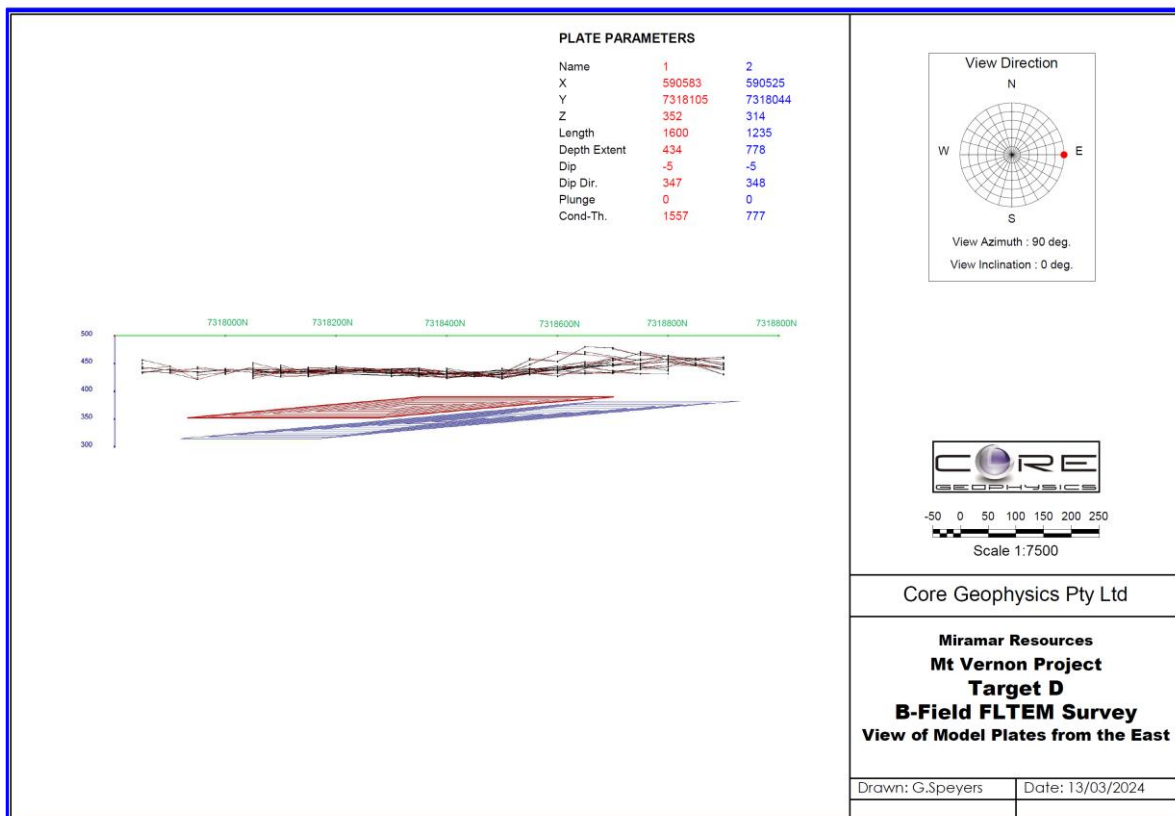 PLATE PARAMETERS
Name 1 2
X 590583 590525
Y 7318105 7318044
Z 352 314
Length 1600 1235
Depth Extent 434 778
Dip -5 -5
Dip Dir. 347 348
Plunge 0 0
Cond-Th. 1557 777
View Direction
N
W E
S
View Azimuth : 90 deg.
View Inclination : 0 deg.
7318000N 7318200N 7318400N 7318600N 7318800N 7318800N
500
450
400
350
300
CORE
GEOPHYSICS
-50 0 50 100 150 200 250
Scale 1:7500
Core Geophysics Pty Ltd
Miramar Resources
Mt Vernon Project
Target D
B-Field FLTEM Survey
View of Model Plates from the East
Drawn: G.Speyers Date: 13/03/2024